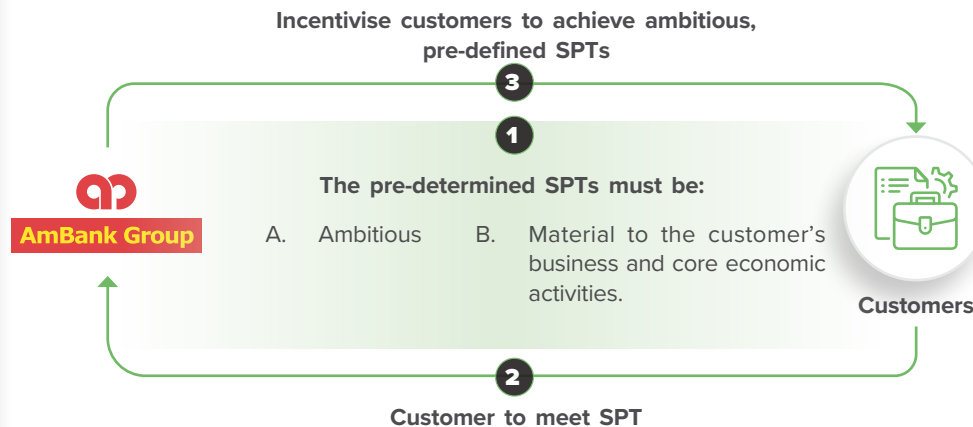 Incentivise customers to achieve ambitious,
pre-defined SPTs
3
1
The pre-determined SPTs must be:
AmBank Group
A. Ambitious
B. Material to the customer's
business and core economic
activities.
Customers
2
Customer to meet SPT